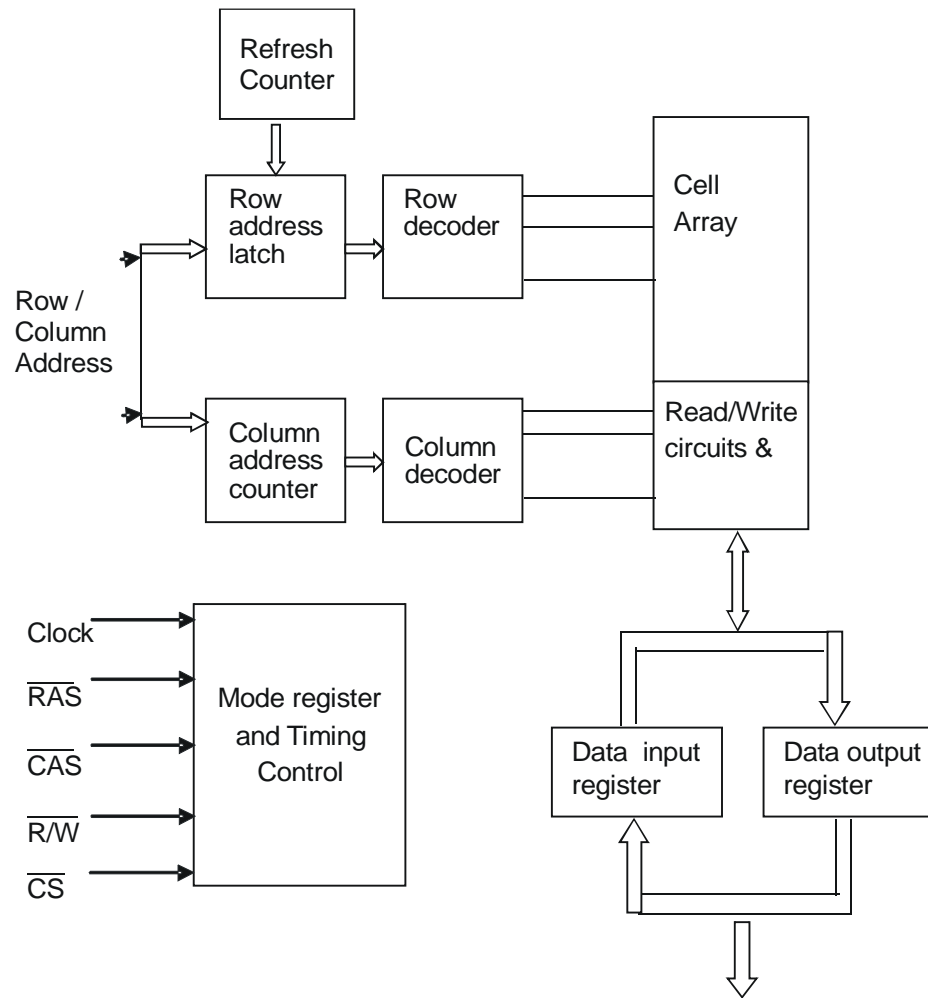 Refresh
Counter
Row
address
latch
Row
decoder
Cell
Array
Row /
Column
Address
Column
address
counter
Column
decoder
Read/Write
circuits &
Clock
RAS
CAS
R/W
CS
Mode register
and Timing
Control
Data input
register
Data output
register